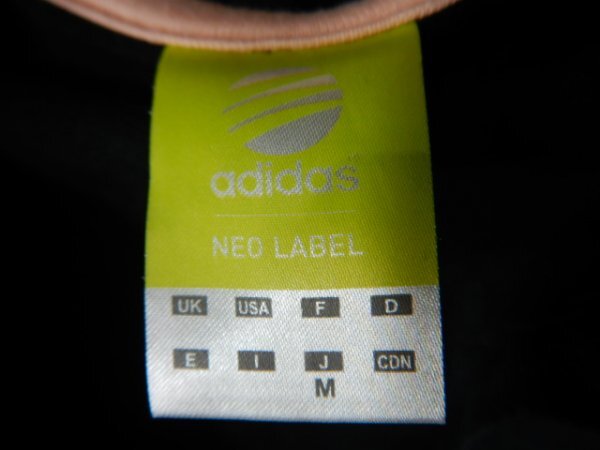 adidas
NEO LABEL
UK USA F D
E I J CDN
M